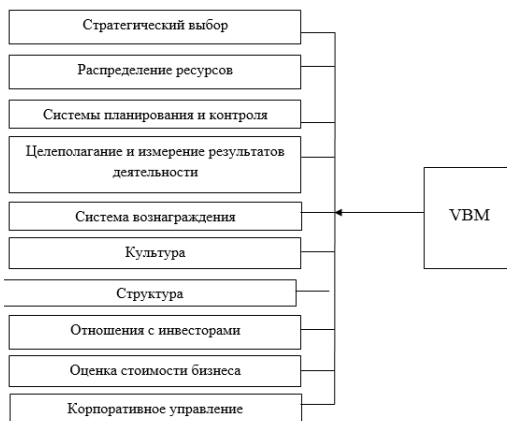 Стратегический выбор
Распределение ресурсов
Системы планирования и контроля
Целеполагание и измерение результатов
деятельности
Система вознаграждения
Культура
Структура
Отношения с инвесторами
Оценка стоимости бизнеса
Корпоративное управление
VBM